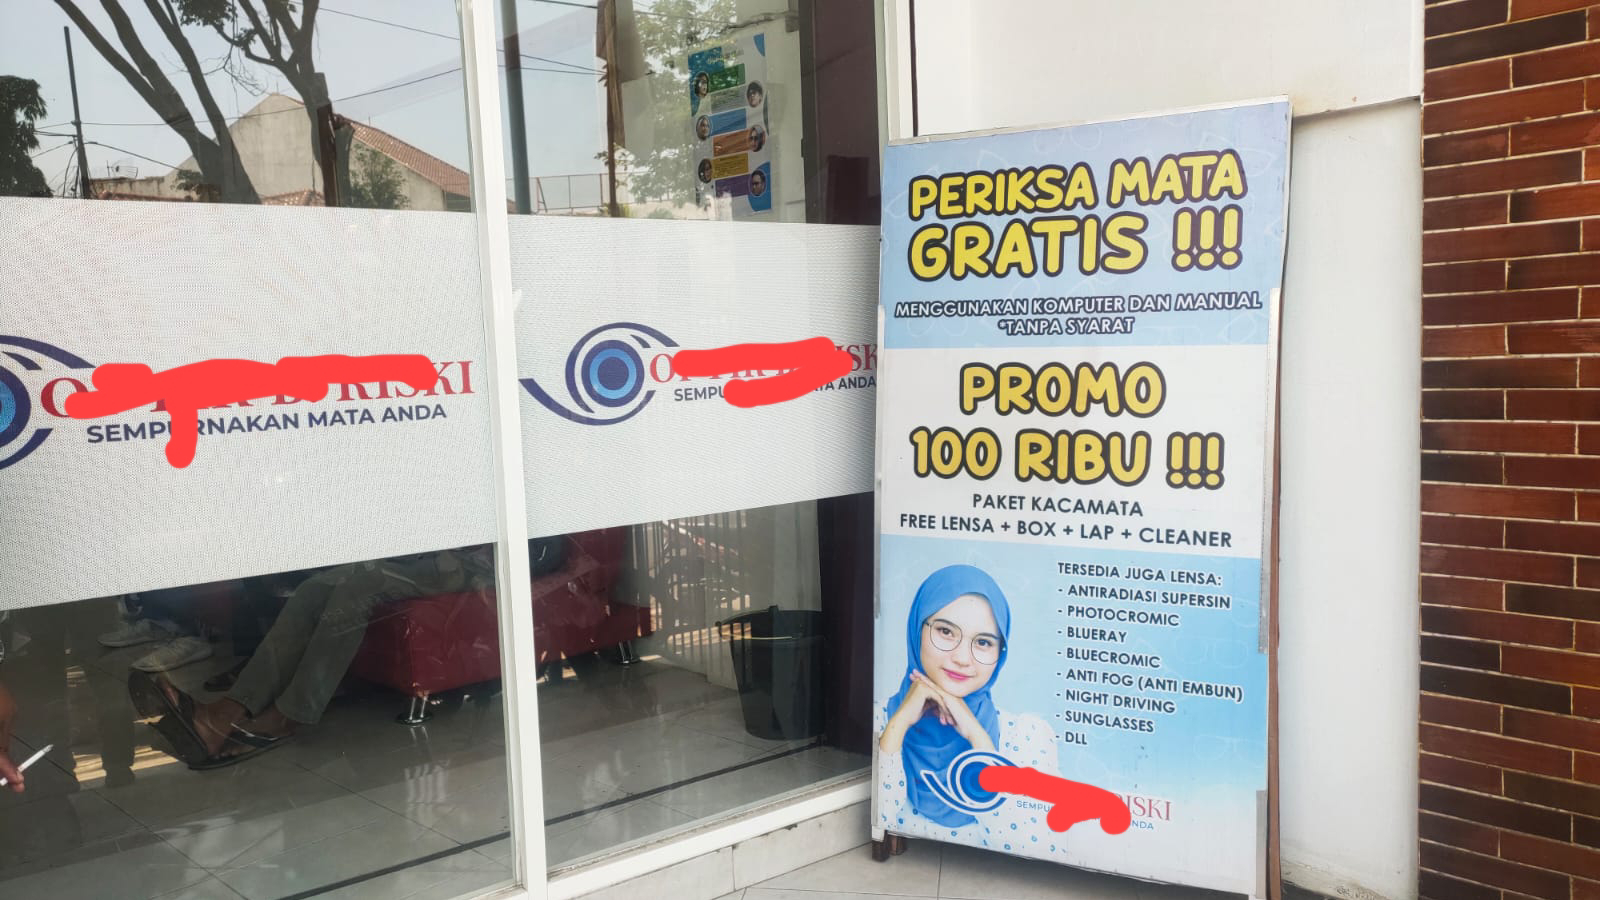 SEMPURNAKAN MATA ANDA
PERIKSA MATA
GRATIS !!!
MENGGUNAKAN KOMPUTER DAN MANUAL
*TANPA SYARAT
PROMO
100 RIBU !!!
PAKET KACAMATA
FREE LENSA + BOX + LAP + CLEANER
TERSEDIA JUGA LENSA:
- ANTIRADIASI SUPERSIN
- PHOTOCROMIC
- BLUERAY
- BLUECROMIC
- ANTI FOG (ANTI EMBUN)
- NIGHT DRIVING
- SUNGLASSES
- DLL
ANDA